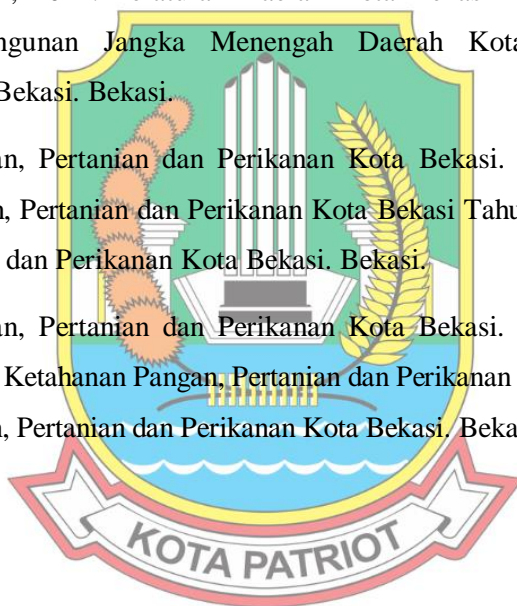 ngunan Jangka Menengah Daerah Kota
Bekasi. Bekasi.
an, Pertanian dan Perikanan Kota Bekasi.
n, Pertanian dan Perikanan Kota Bekasi Tahu
dan Perikanan Kota Bekasi. Bekasi.
an, Pertanian dan Perikanan Kota Bekasi.
Ketahanan Pangan, Pertanian dan Perikanan
n, Pertanian dan Perikanan Kota Bekasi. Beka
KOTA PATRIOT